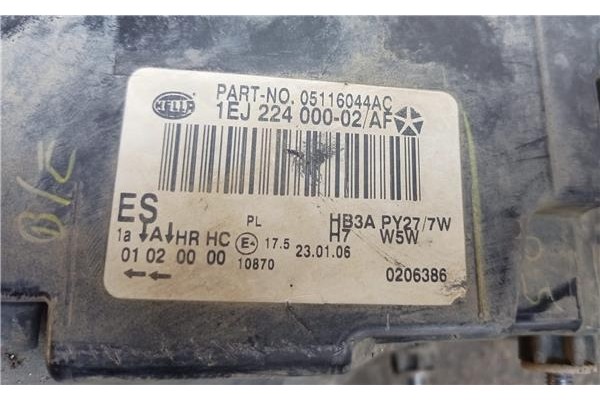 HELLA
PART-NO. 05116044AC
1EJ 224 000-02/AF
ES
PL
HB3A PY27/7W
1a A HR HC
17.5 23.01.06
H7 W5W
01 02 00 00
10870
0206386